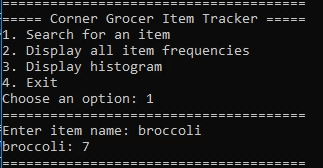 ======================================
===== Corner Grocer Item Tracker =====
1. Search for an item
2. Display all item frequencies
3. Display histogram
4. Exit
Choose an option: 1
======================================
Enter item name: broccoli
broccoli: 7
======================================